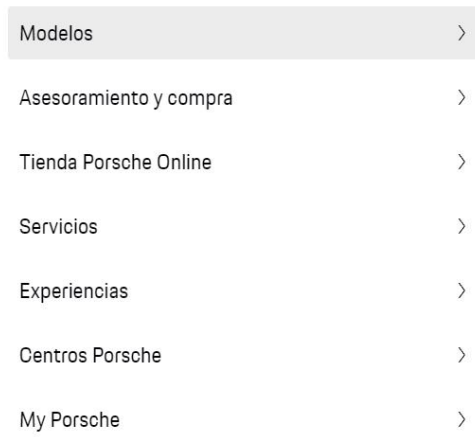 Modelos
Asesoramiento y compra
Tienda Porsche Online
Servicios
Experiencias
Centros Porsche
My Porsche